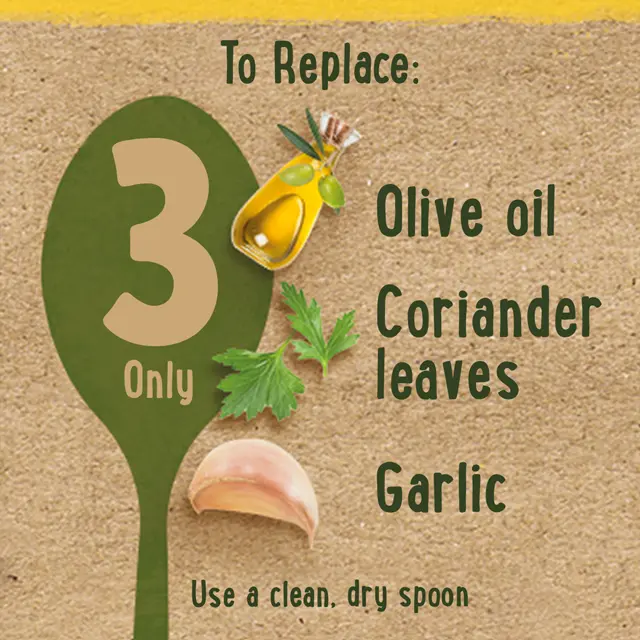 To Replace:
3
Only
Olive oil
Coriander
leaves
Garlic
Use a clean, dry spoon